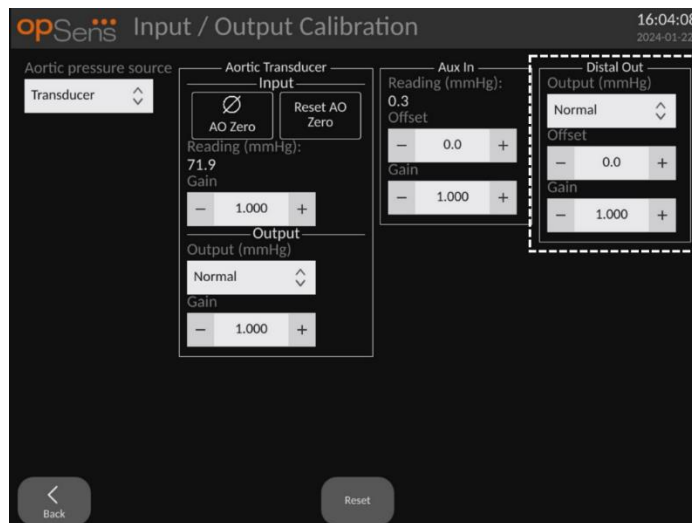 opSens Input / Output Calibration
16:04:08
2024-01-22
Aortic pressure source
Transducer
Aortic Transducer
Input
AO Zero
Reset AO
Zero
Reading (mmHg):
71.9
Gain
− 1.000 +
Output
Output (mmHg)
Normal
Gain
− 1.000 +
Aux In
Reading (mmHg):
0.3
Offset
− 0.0 +
Gain
− 1.000 +
Distal Out
Output (mmHg)
Normal
Offset
− 0.0 +
Gain
− 1.000 +
Back
Reset